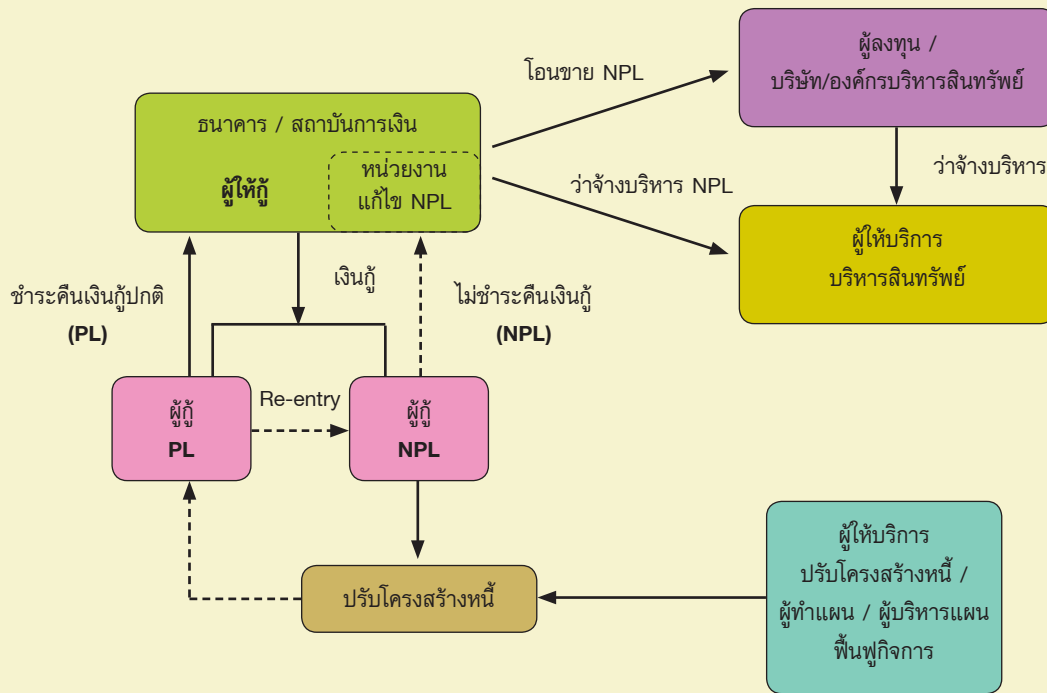 ผู้ลงทุน /
บริษัท/องค์กรบริหารสินทรัพย์
โอนขาย NPL
ธนาคาร / สถาบันการเงิน
ผู้ให้กู้
หน่วยงาน
แก้ไข NPL
ว่าจ้างบริหาร NPL
ว่าจ้างบริหาร
ผู้ให้บริการ
บริหารสินทรัพย์
ชำระคืนเงินกู้ปกติ
(PL)
เงินกู้
ไม่ชำระคืนเงินกู้
(NPL)
ผู้กู้
PL
Re-entry
ผู้กู้
NPL
ปรับโครงสร้างหนี้
ผู้ให้บริการ
ปรับโครงสร้างหนี้ /
ผู้ทำแผน / ผู้บริหารแผน
ฟื้นฟูกิจการ